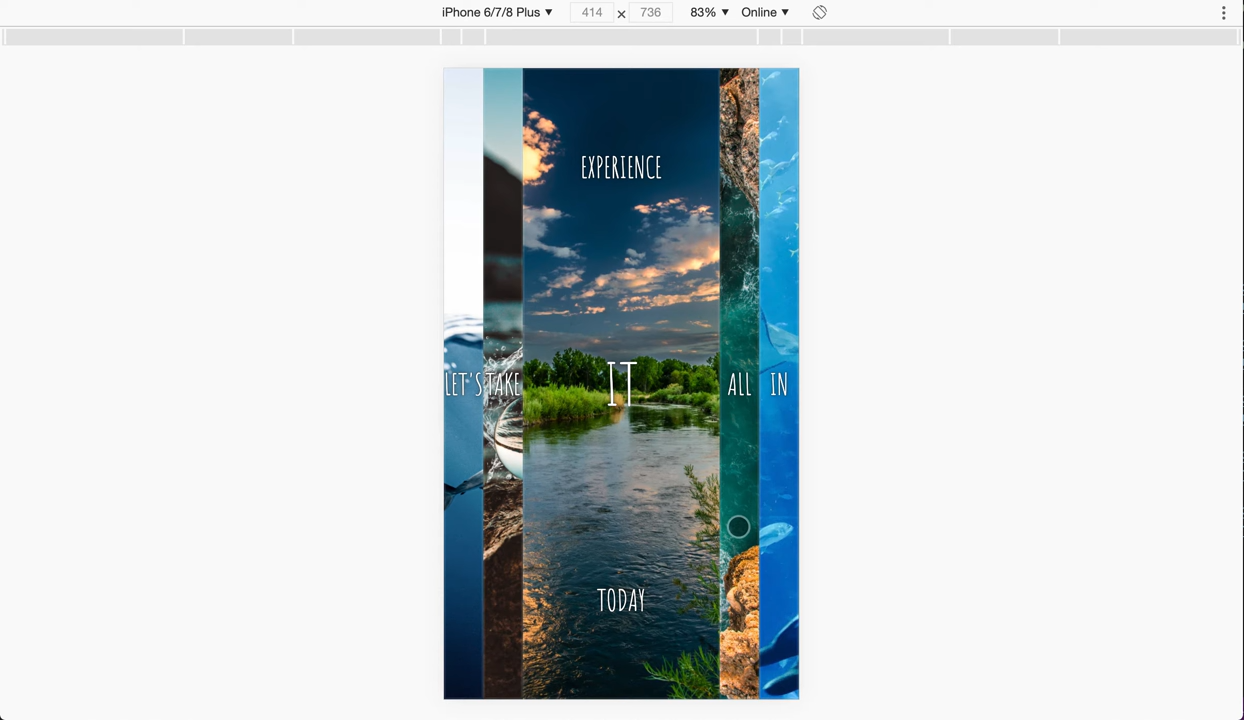 iPhone 6/7/8 Plus ▼ 414 x 736 83% ▼ Online ▼
EXPERIENCE
LET'S TAKE IT ALL IN
TODAY